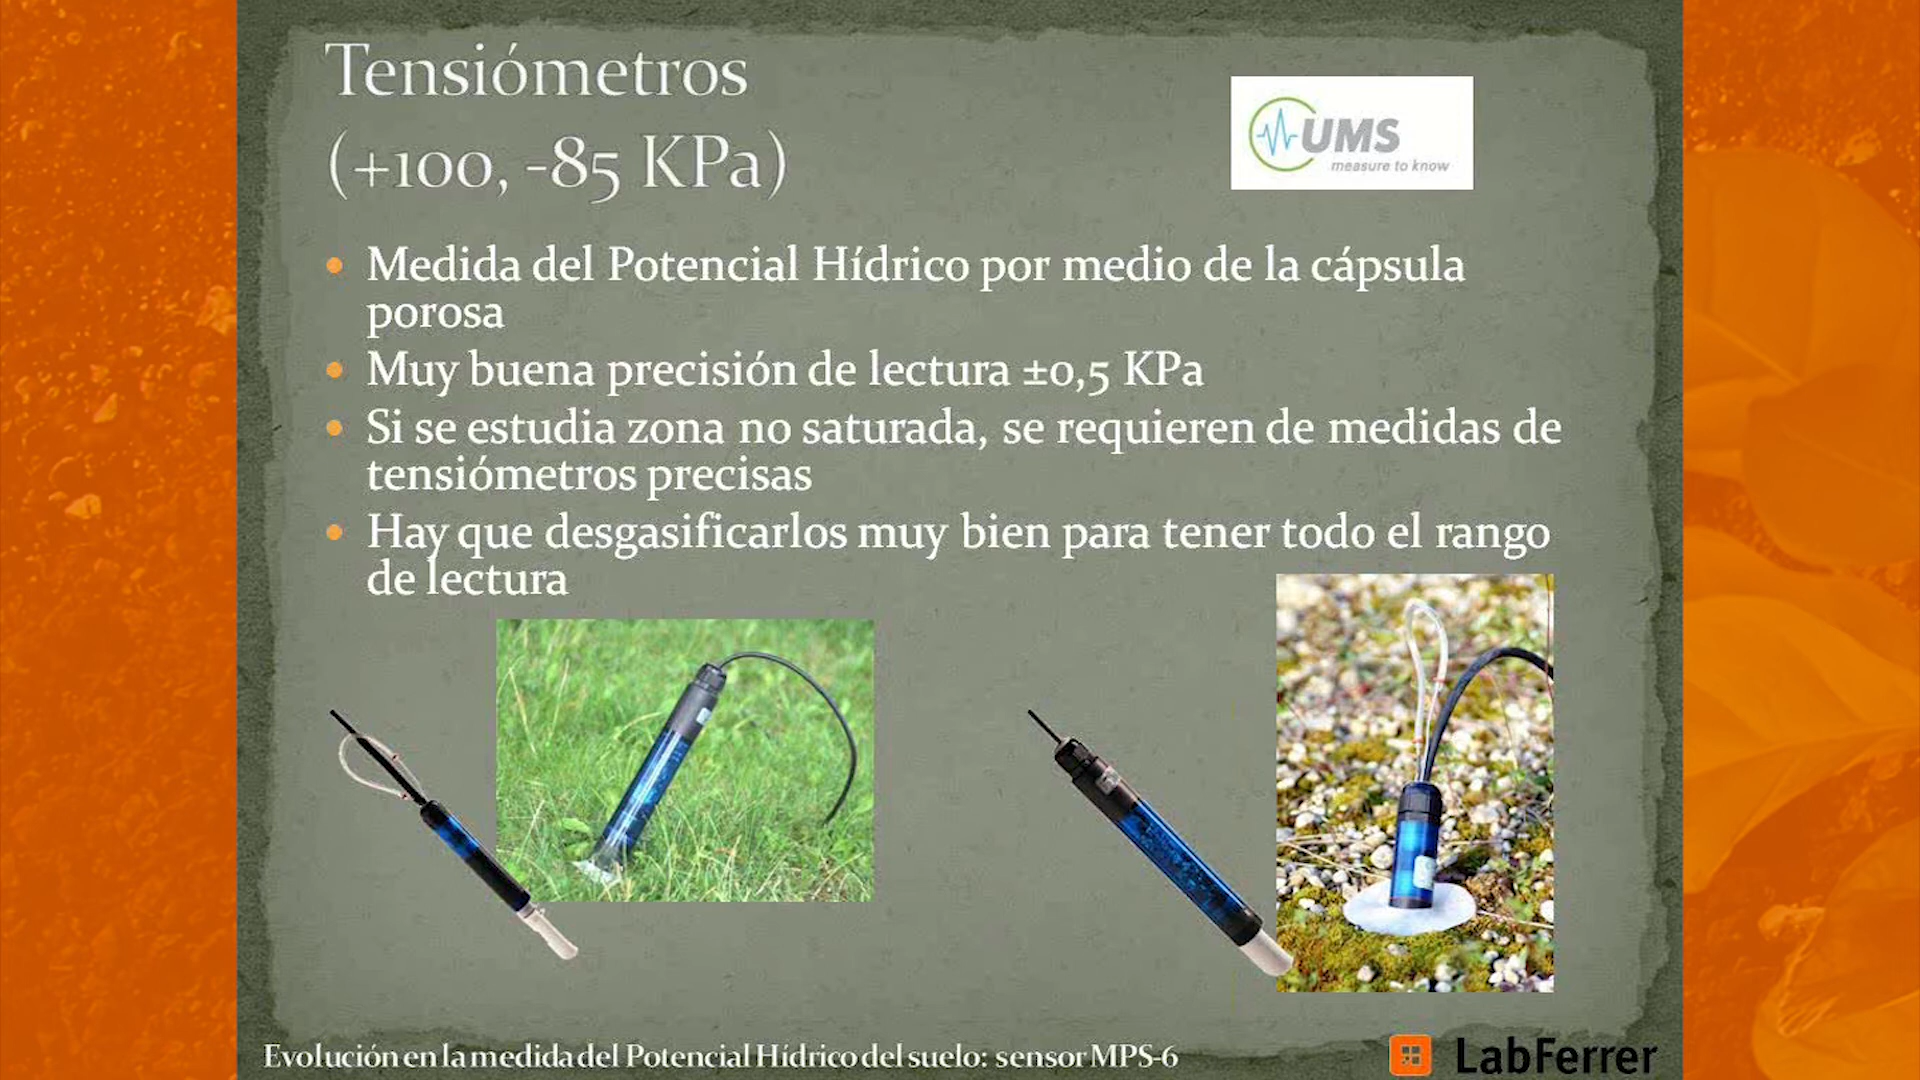 Tensiómetros
(+100, -85 KPa)
UMS
measure to know
Medida del Potencial Hídrico por medio de la cápsula
porosa
Muy buena precisión de lectura ±0,5 KPa
Si se estudia zona no saturada, se requieren de medidas de
tensiómetros precisas
Hay que desgasificarlos muy bien para tener todo el rango
de lectura
Evolución en la medida del Potencial Hídrico del suelo: sensor MPS-6
LabFerrer